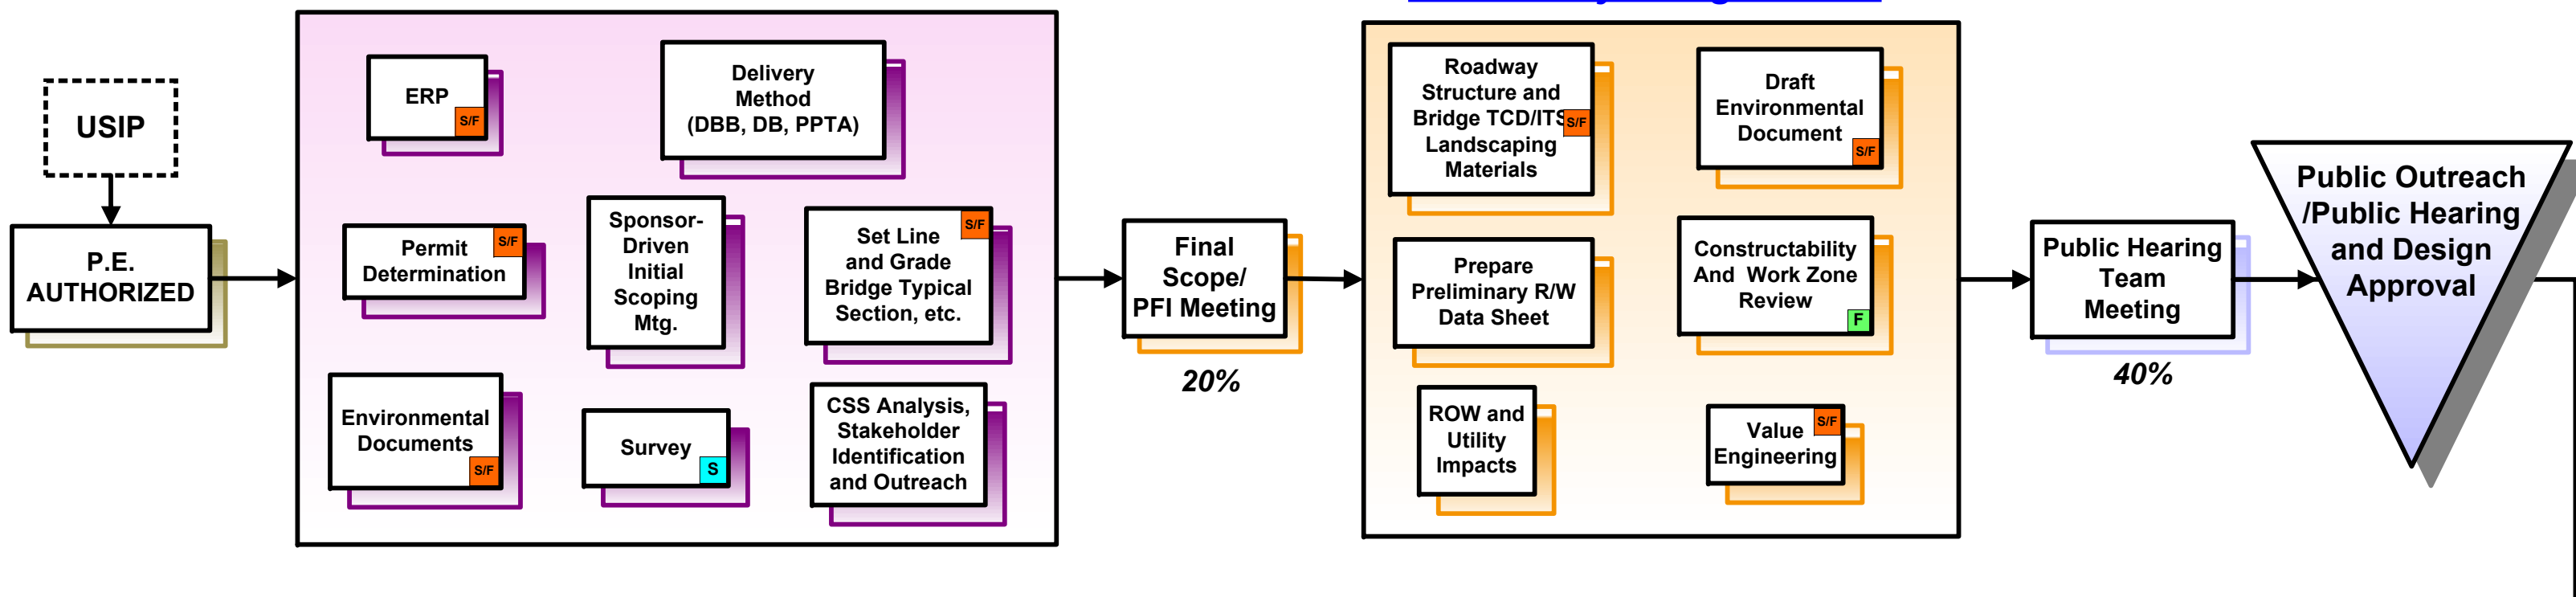 USIP
P.E.
AUTHORIZED
ERP
S/F
Delivery
Method
(DBB, DB, PPTA)
Permit
Determination
S/F
Sponsor-
Driven
Initial
Scoping
Mtg.
Set Line
and Grade
Bridge Typical
Section, etc.
S/F
Environmental
Documents
S/F
Survey
S
CSS Analysis,
Stakeholder
Identification
and Outreach
Final
Scope/
PFI Meeting
20%
Roadway
Structure and
Bridge TCD/ITS
Landscaping
Materials
S/F
Draft
Environmental
Document
S/F
Prepare
Preliminary R/W
Data Sheet
Constructability
And Work Zone
Review
F
ROW and
Utility
Impacts
Value
Engineering
S/F
Public Hearing
Team
Meeting
40%
Public Outreach
/Public Hearing
and Design
Approval